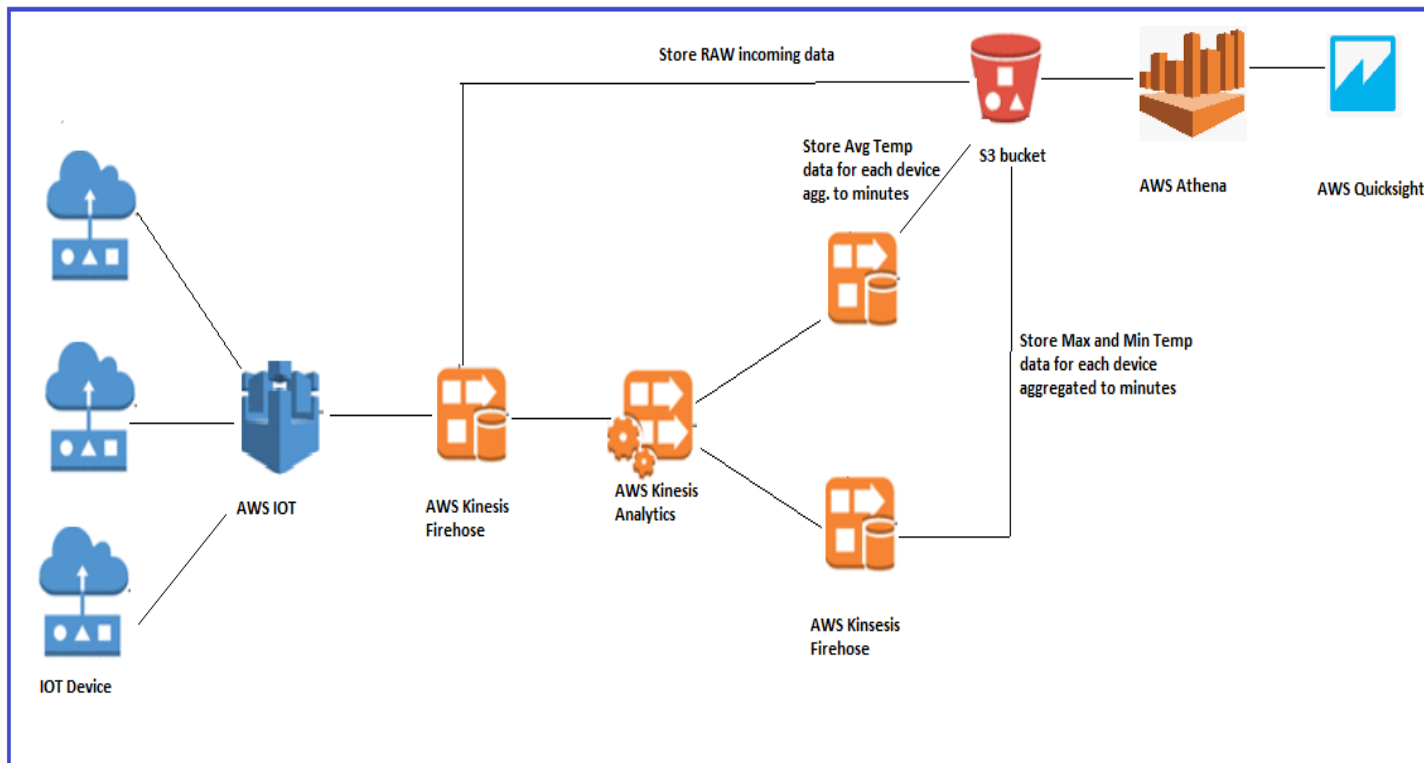 Store RAW incoming data
Store Avg Temp
data for each device
agg. to minutes
S3 bucket
AWS Athena
AWS Quicksight
Store Max and Min Temp
data for each device
aggregated to minutes
AWS IOT
AWS Kinesis
Firehose
AWS Kinesis
Analytics
AWS Kinsesis
Firehose
IOT Device